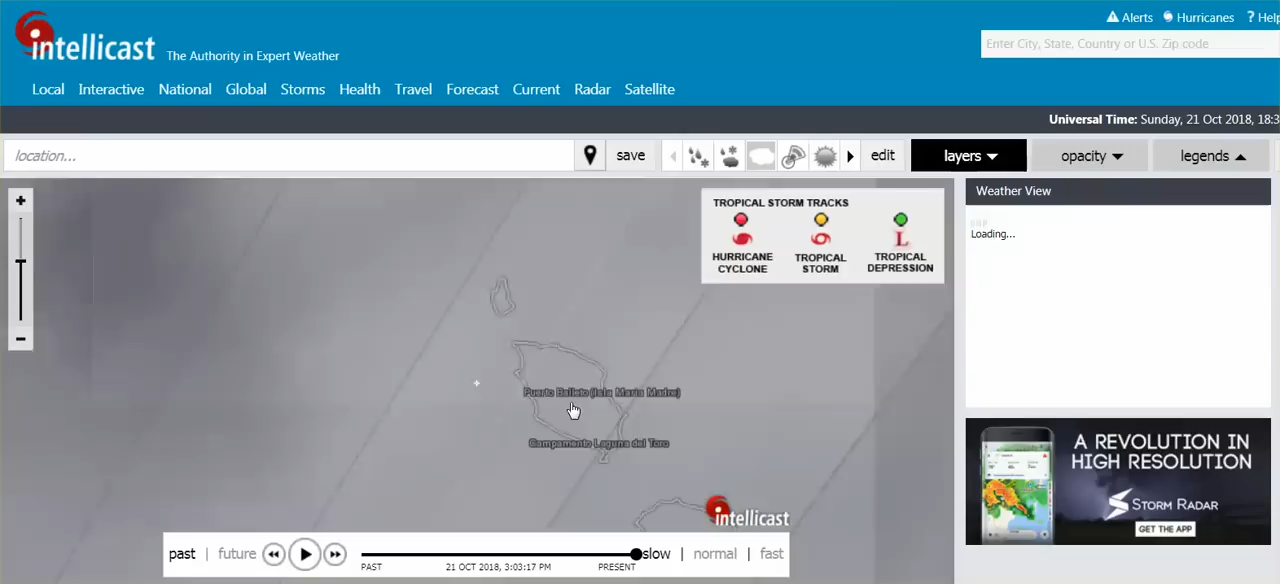 Alerts Hurricanes ? Help
intellicast The Authority in Expert Weather
Enter City, State, Country or U.S. Zip code
Local Interactive National Global Storms Health Travel Forecast Current Radar Satellite
Universal Time: Sunday, 21 Oct 2018, 18:3
location... save edit layers opacity legends
Weather View
Loading...
TROPICAL STORM TRACKS
HURRICANE CYCLONE
TROPICAL STORM
TROPICAL DEPRESSION
L
Puerto Balleto (Isla Maria Madre)
Campamento Laguna del Toro
intellicast
A REVOLUTION IN
HIGH RESOLUTION
STORM RADAR
GET THE APP
past | future slow | normal | fast
PAST 21 OCT 2018, 3:03:17 PM PRESENT